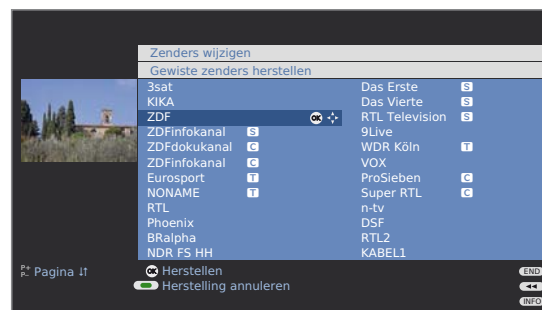 Zenders wijzigen
Gewiste zenders herstellen
3sat
KIKA
ZDF OK
ZDFinfokanal S
ZDFdokukanal C
ZDFinfokanal C
Eurosport T
NONAME T
RTL
Phoenix
BRalpha
NDR FS HH
Das Erste S
Das Vierte S
RTL Television S
9Live
WDR Köln T
VOX
ProSieben C
Super RTL C
n-tv
DSF
RTL2
KABEL1
P+
P– Pagina
OK Herstellen
Herstelling annuleren
END
INFO